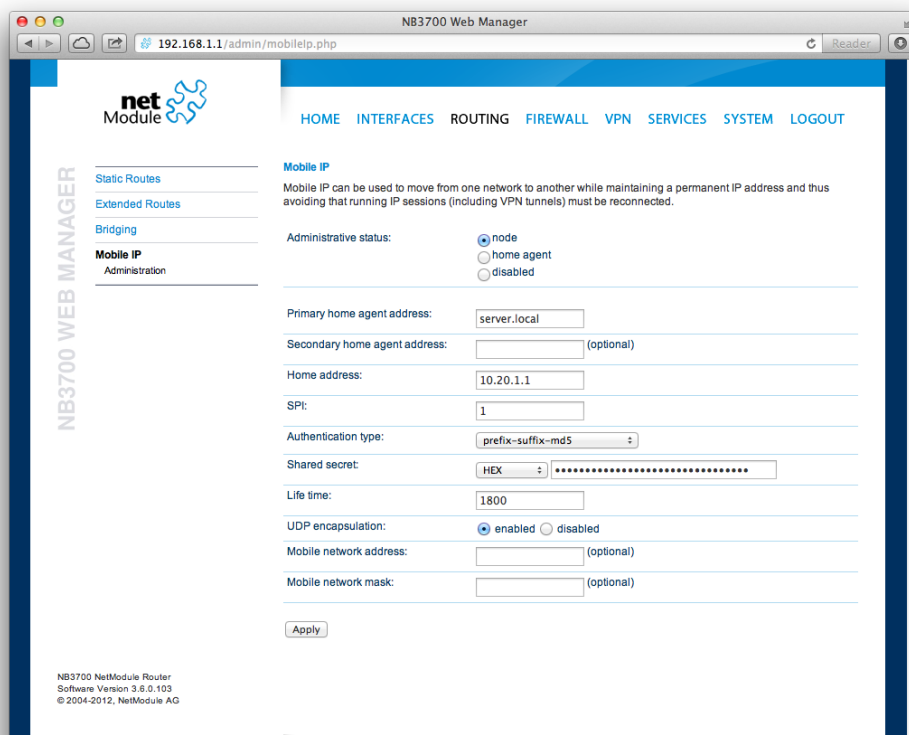 NB3700 Web Manager
192.168.1.1/admin/mobileIp.php
Reader
net
Module
HOME INTERFACES ROUTING FIREWALL VPN SERVICES SYSTEM LOGOUT
NB3700 WEB MANAGER
Static Routes
Extended Routes
Bridging
Mobile IP
Administration
Mobile IP
Mobile IP can be used to move from one network to another while maintaining a permanent IP address and thus
avoiding that running IP sessions (including VPN tunnels) must be reconnected.
Administrative status:
node
home agent
disabled
Primary home agent address: server.local
Secondary home agent address: (optional)
Home address: 10.20.1.1
SPI: 1
Authentication type: prefix-suffix-md5
Shared secret: HEX ••••••••••••••••••••••••••••••••
Life time: 1800
UDP encapsulation: enabled disabled
Mobile network address: (optional)
Mobile network mask: (optional)
Apply
NB3700 NetModule Router
Software Version 3.6.0.103
© 2004-2012, NetModule AG